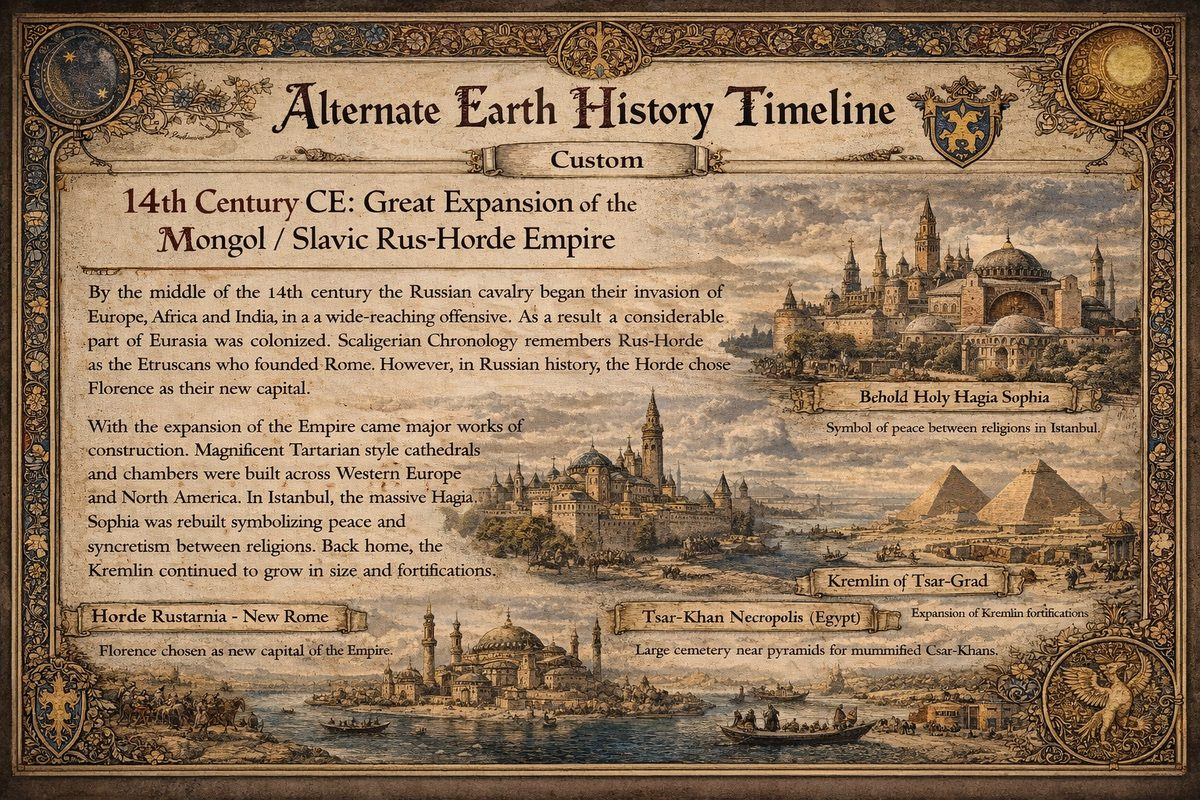 Alternate Earth History Timeline
Custom
14th Century CE: Great Expansion of the
Mongol / Slavic Rus-Horde Empire
By the middle of the 14th century the Russian cavalry began their invasion of
Europe, Africa and India, in a a wide-reaching offensive. As a result a considerable
part of Eurasia was colonized. Scaligerian Chronology remembers Rus-Horde
as the Etruscans who founded Rome. However, in Russian history, the Horde chose
Florence as their new capital.
With the expansion of the Empire came major works of
construction. Magnificent Tartarian style cathedrals
and chambers were built across Western Europe
and North America. In Istanbul, the massive Hagia
Sophia was rebuilt symbolizing peace and
syncretism between religions. Back home, the
Kremlin continued to grow in size and fortifications.
Behold Holy Hagia Sophia
Symbol of peace between religions in Istanbul.
Kremlin of Tsar-Grad
Expansion of Kremlin fortifications
Horde Rustarnia - New Rome
Florence chosen as new capital of the Empire.
Tsar-Khan Necropolis (Egypt)
Large cemetery near pyramids for mummified Csar-Khans.